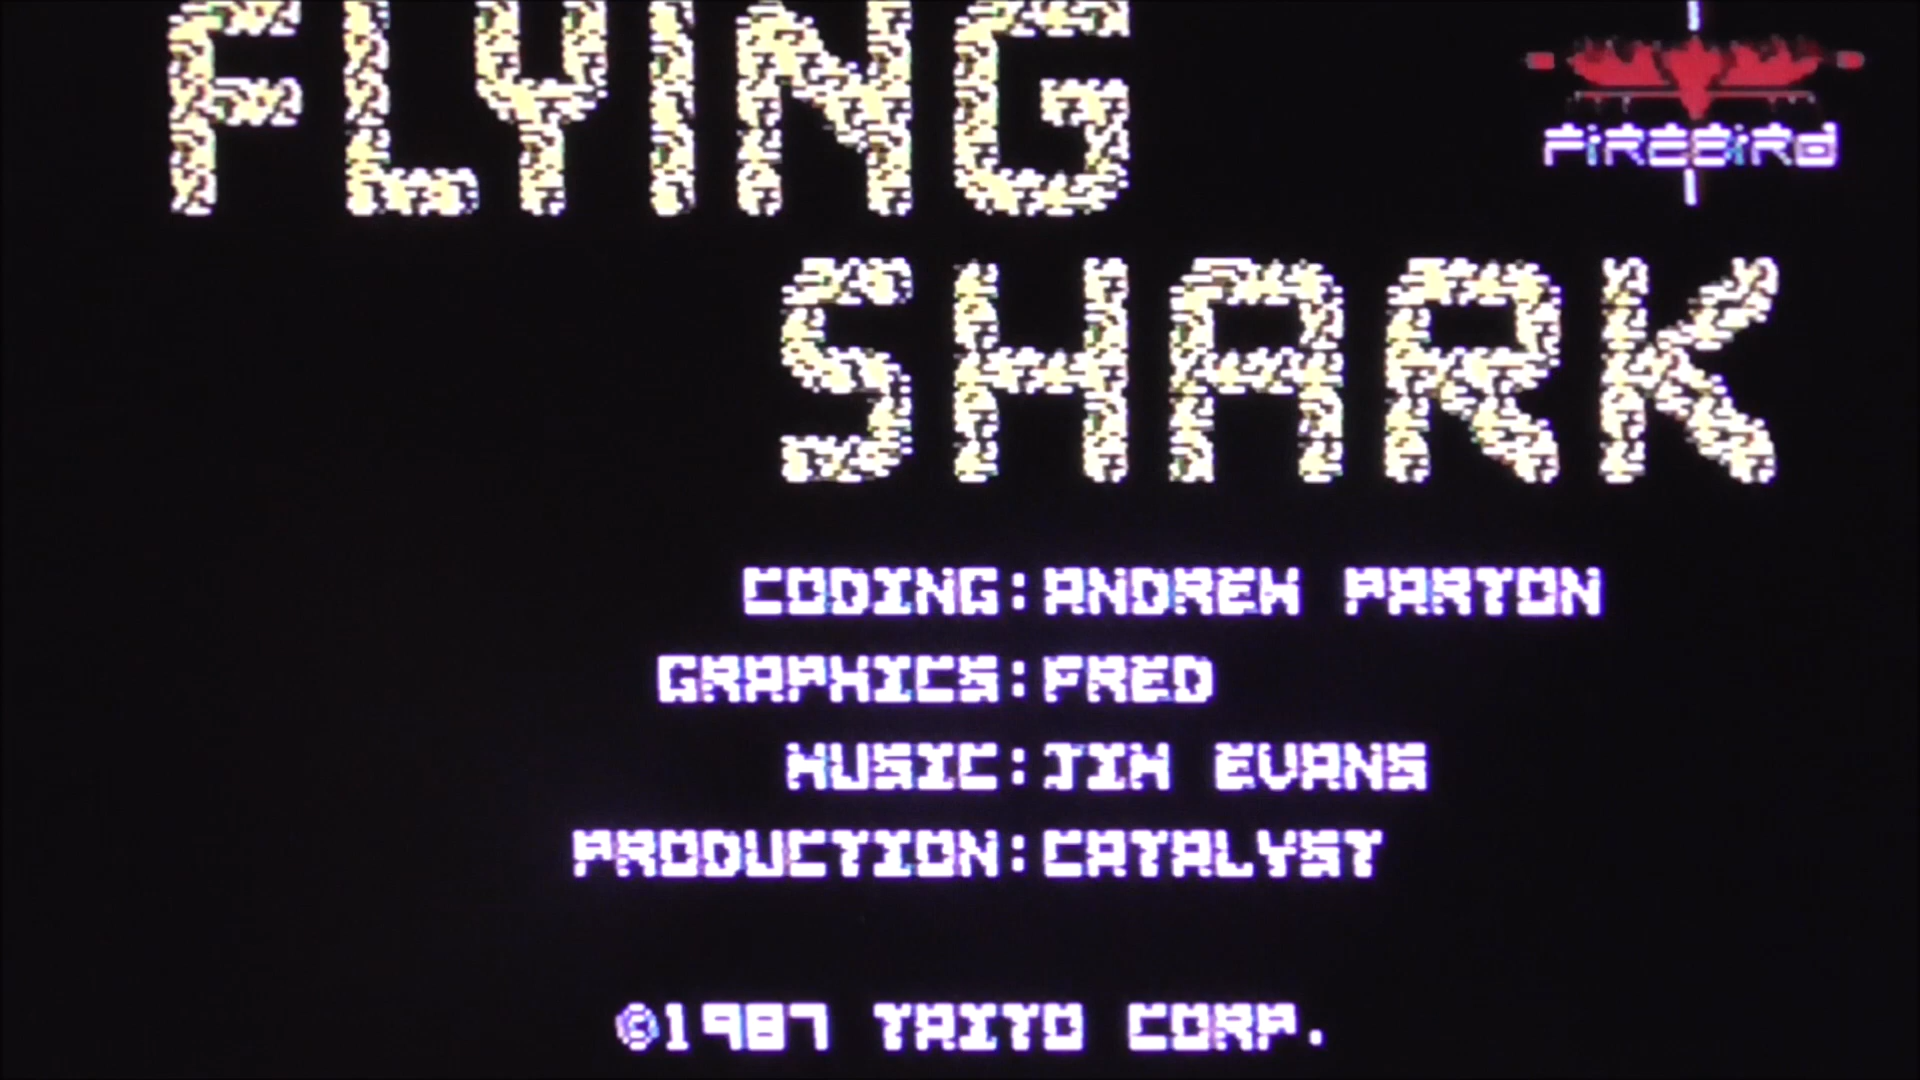 FLYING
FIREBIRD
SHARK
CODING:ANDREW PARTON
GRAPHICS:FRED
MUSIC:JIM EVANS
PRODUCTION:CATALYST
©1987 TAITO CORP.